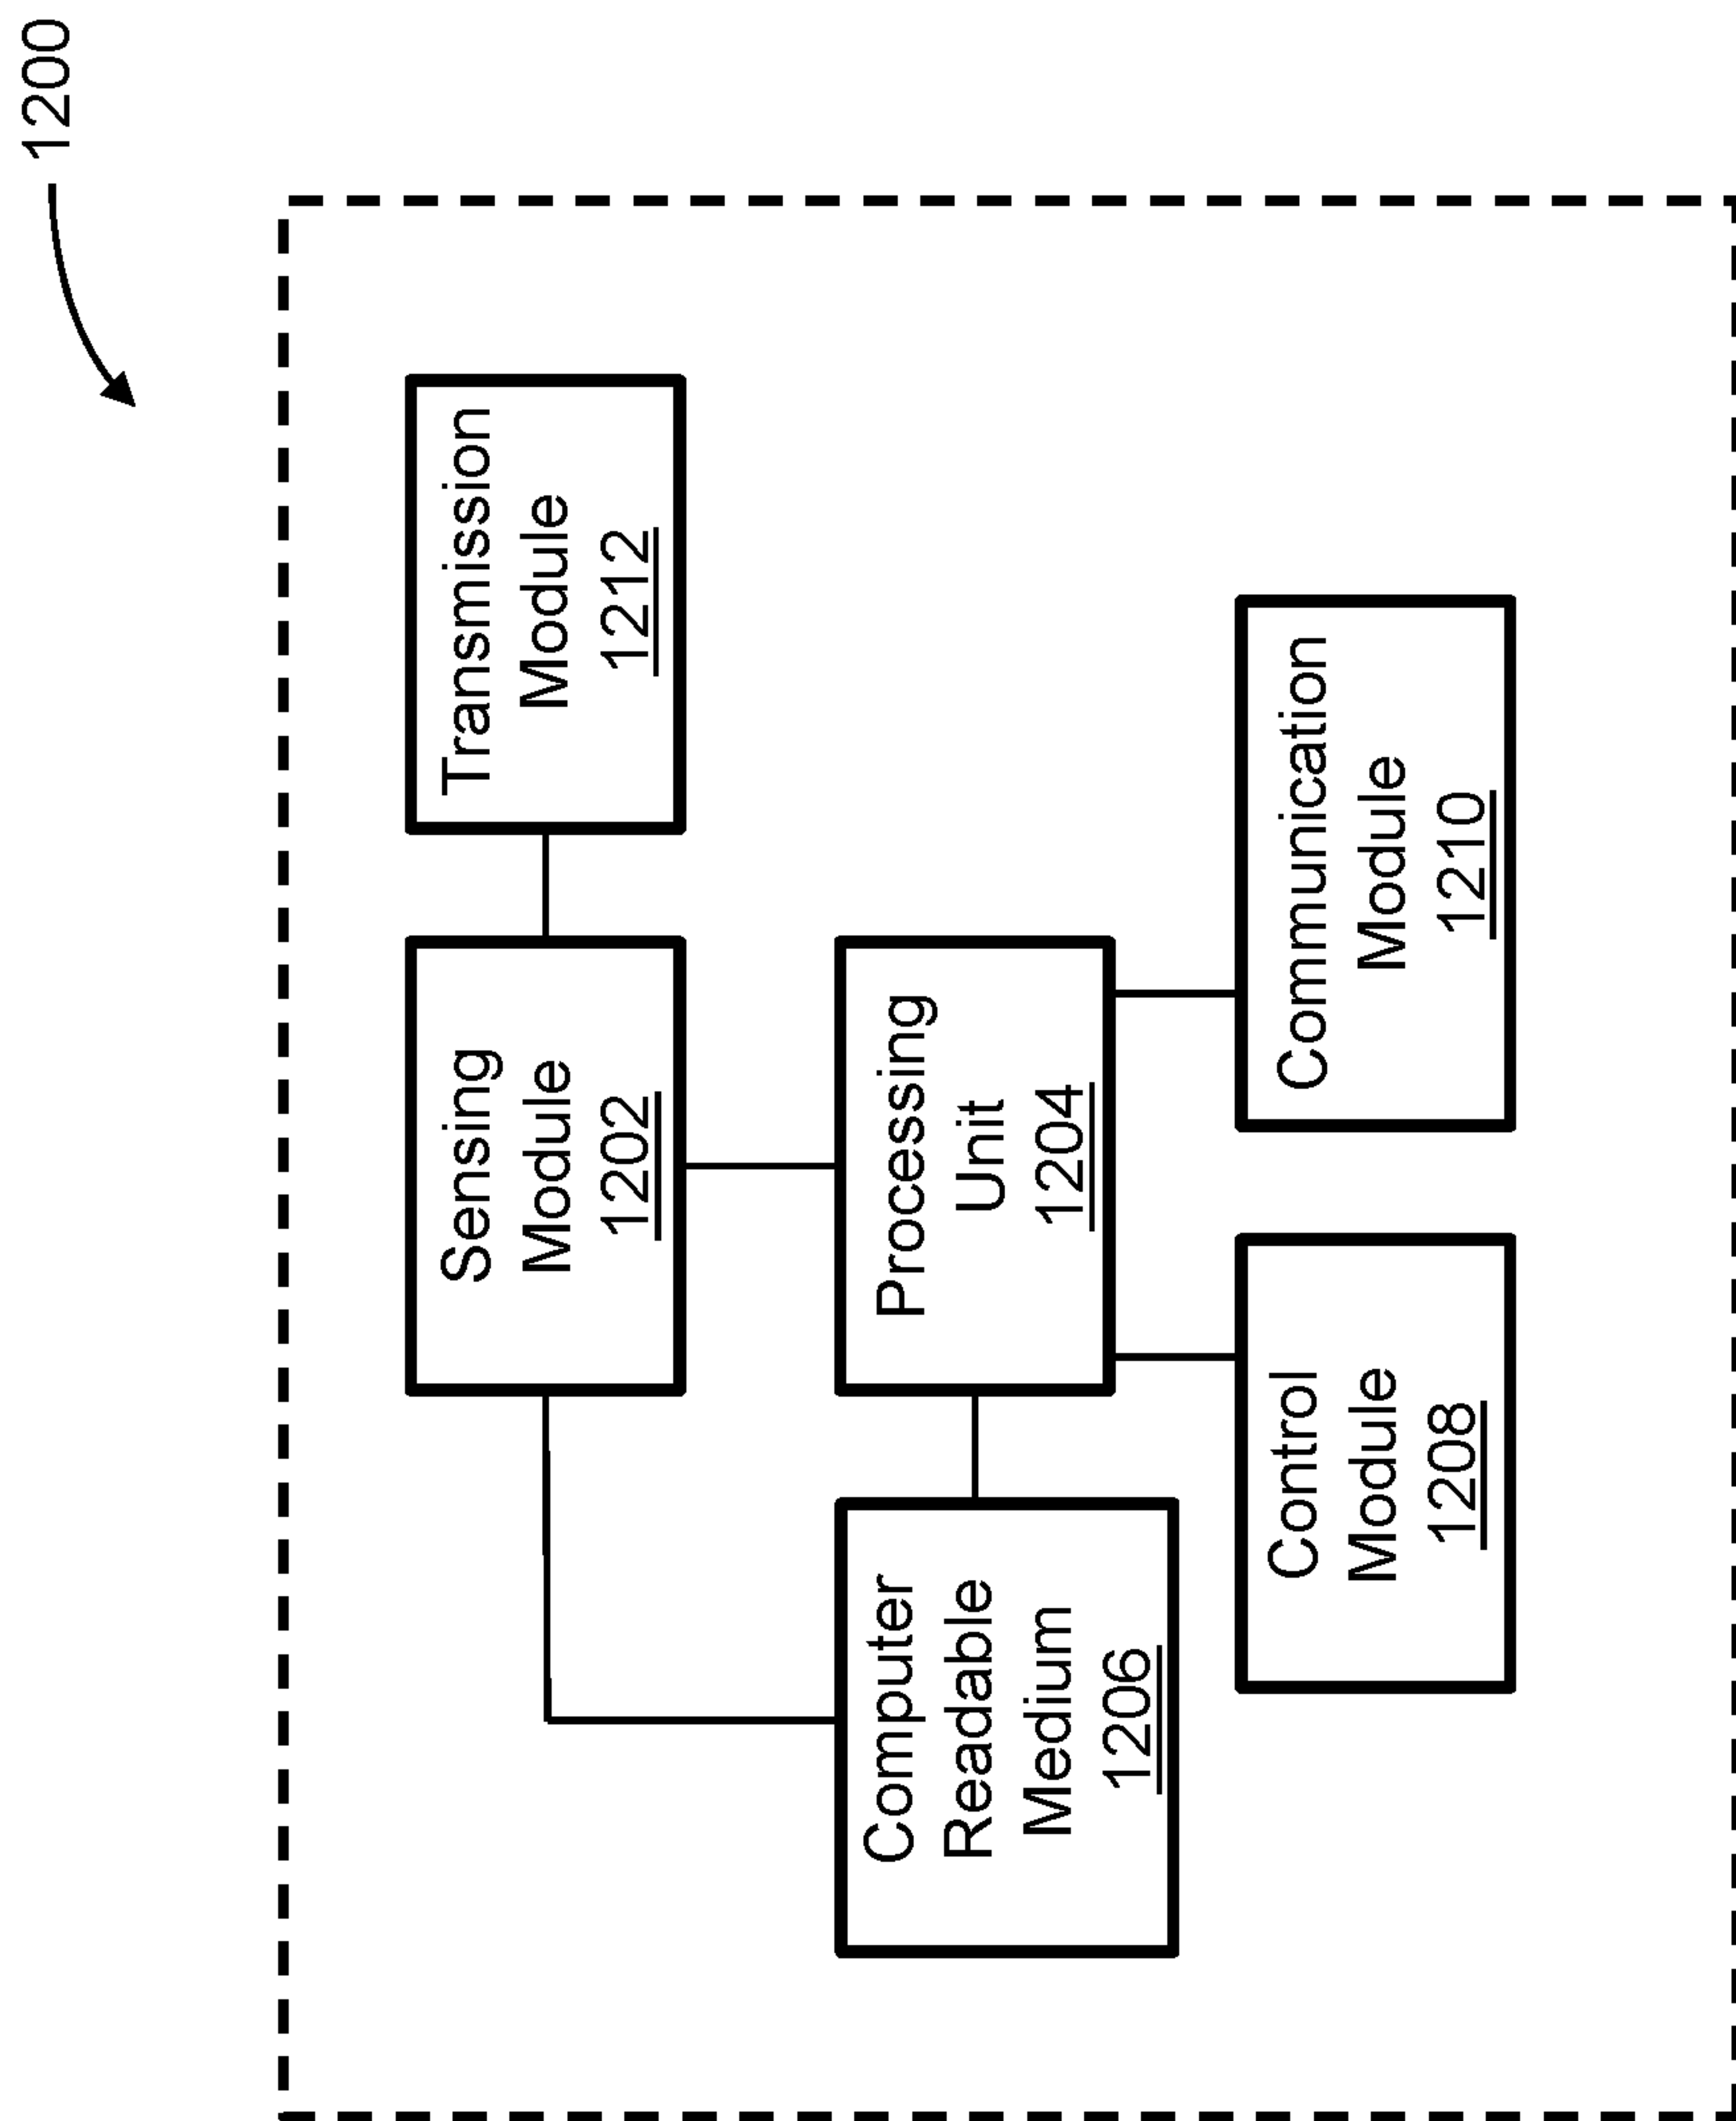 1200
Sensing
Module
1202
Transmission
Module
1212
Computer
Readable
Medium
1206
Processing
Unit
1204
Control
Module
1208
Communication
Module
1210